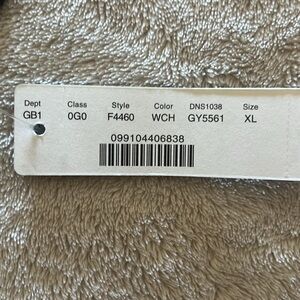 Dept Class Style Color DNS1038 Size
GB1 0G0 F4460 WCH GY5561 XL
099104406838